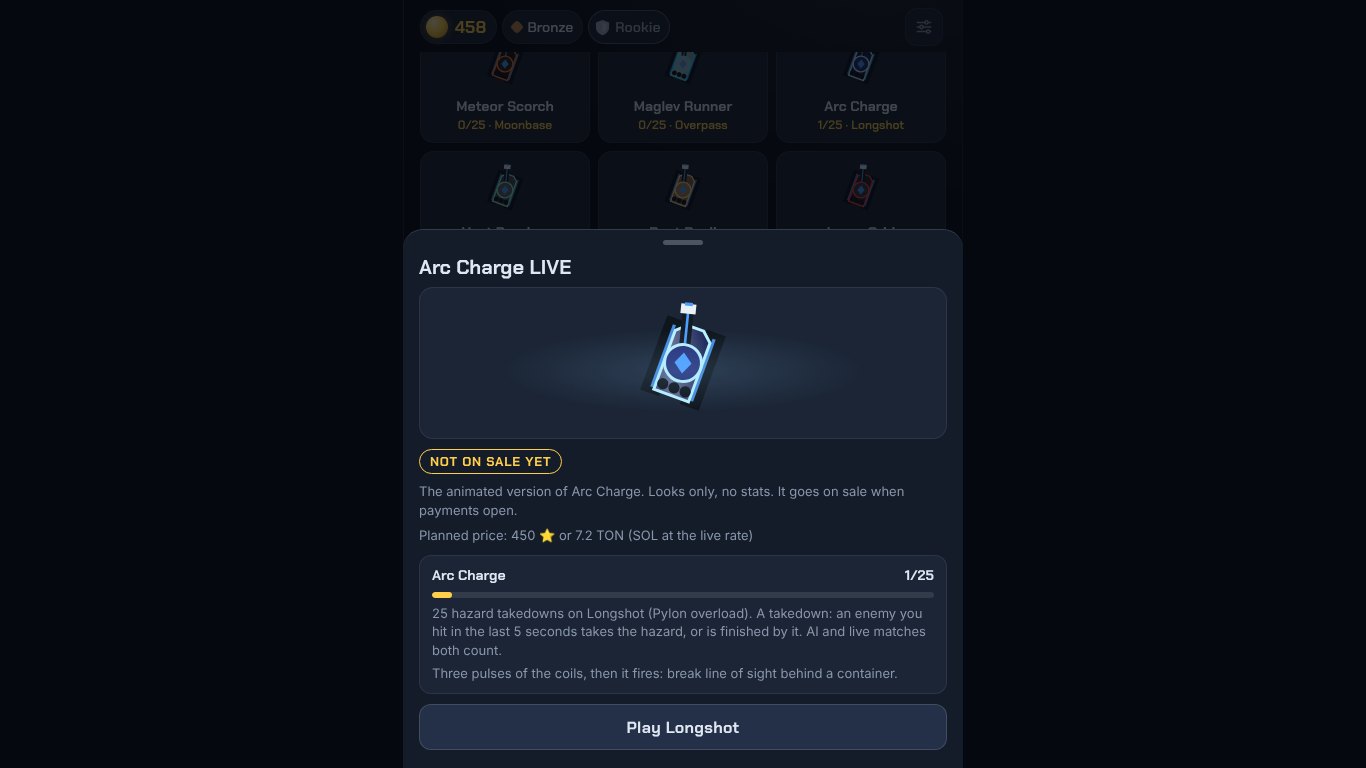 458
Bronze
Rookie
Meteor Scorch
Maglev Runner
Arc Charge
0/25 · Moonbase
0/25 · Overpass
1/25 · Longshot
Arc Charge LIVE
NOT ON SALE YET
The animated version of Arc Charge. Looks only, no stats. It goes on sale when
payments open.
Planned price: 450 ⭐ or 7.2 TON (SOL at the live rate)
Arc Charge
1/25
25 hazard takedowns on Longshot (Pylon overload). A takedown: an enemy you
hit in the last 5 seconds takes the hazard, or is finished by it. AI and live matches
both count.
Three pulses of the coils, then it fires: break line of sight behind a container.
Play Longshot